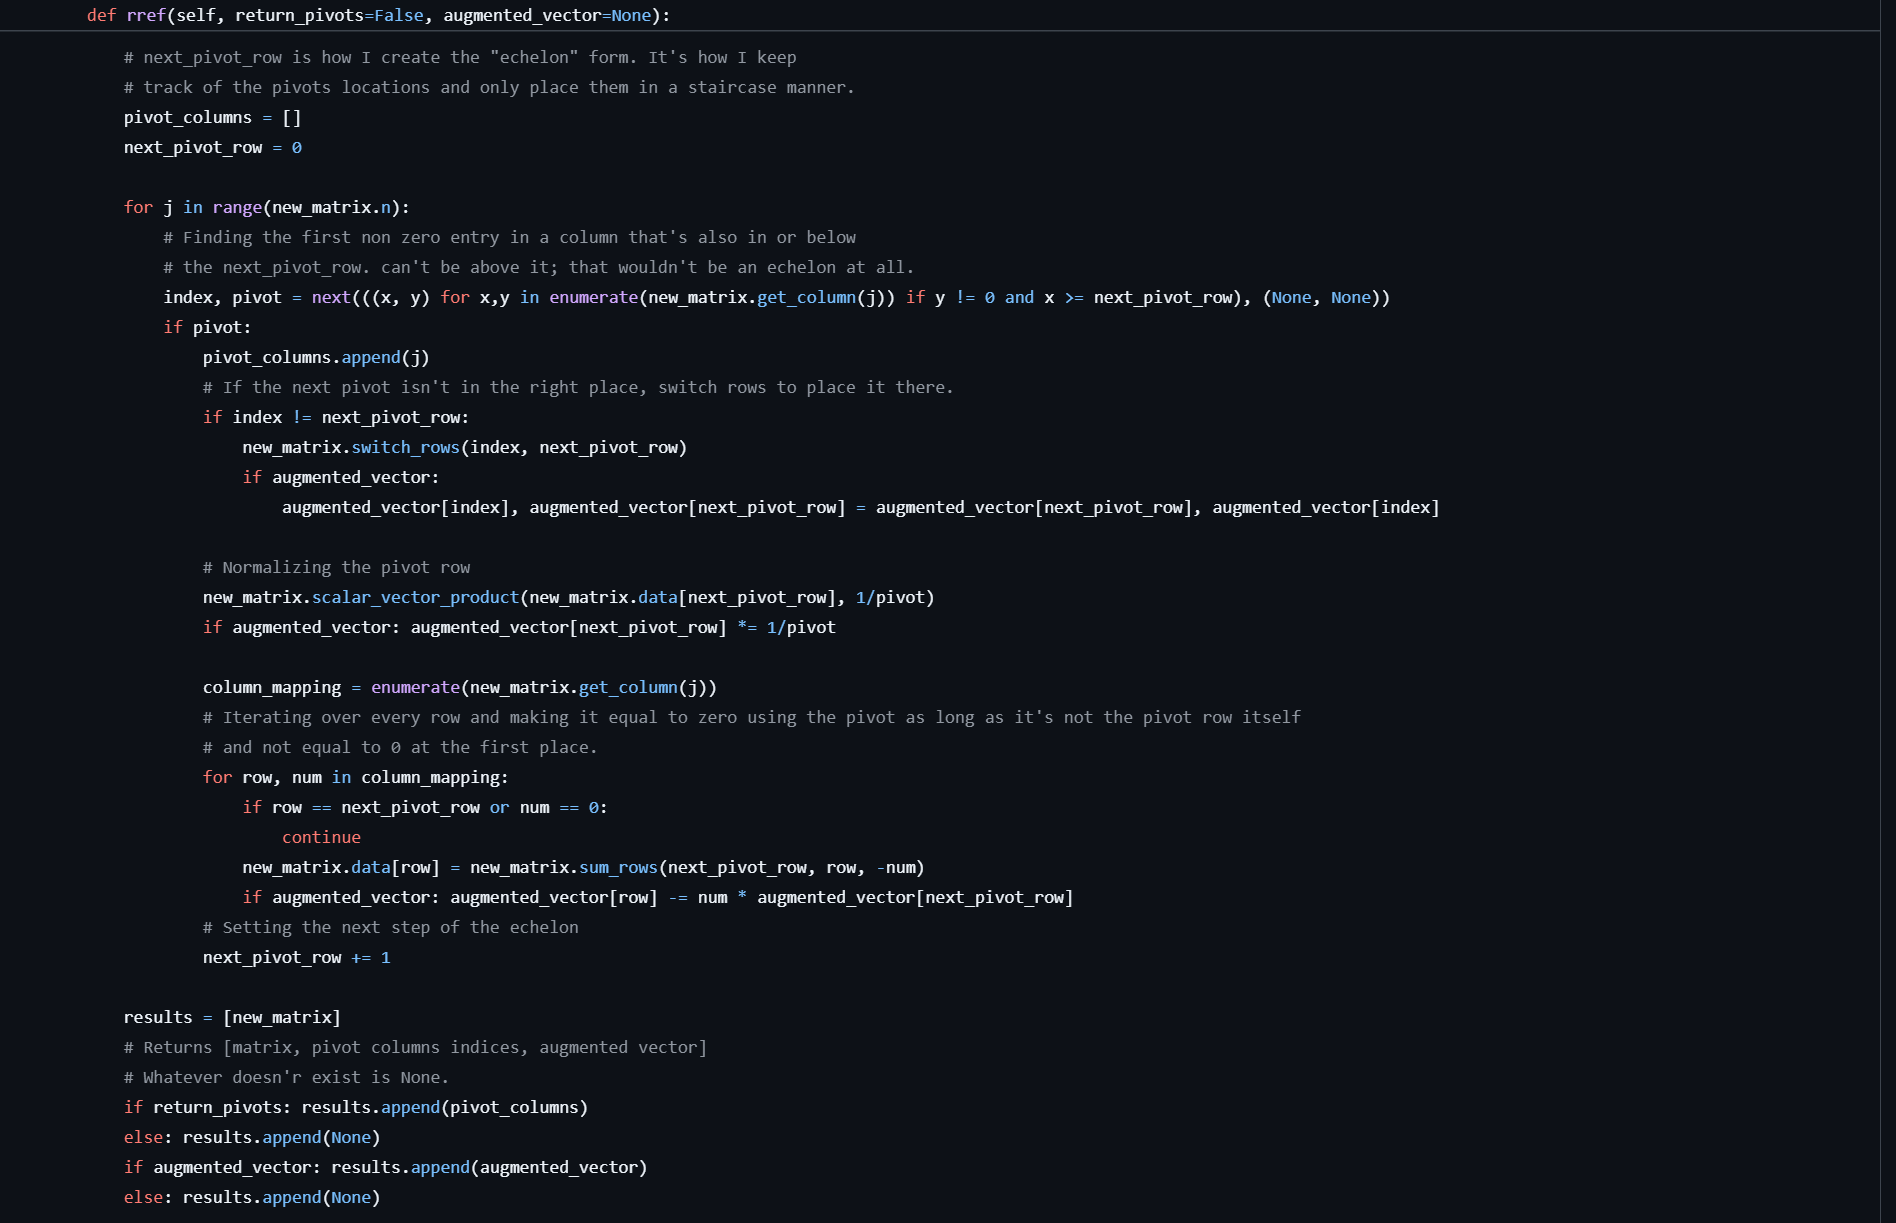 def rref(self, return_pivots=False, augmented_vector=None):
# next_pivot_row is how I create the "echelon" form. It's how I keep
# track of the pivots locations and only place them in a staircase manner.
pivot_columns = []
next_pivot_row = 0
for j in range(new_matrix.n):
# Finding the first non zero entry in a column that's also in or below
# the next_pivot_row. can't be above it; that wouldn't be an echelon at all.
index, pivot = next(((x, y) for x,y in enumerate(new_matrix.get_column(j)) if y != 0 and x >= next_pivot_row), (None, None))
if pivot:
pivot_columns.append(j)
# If the next pivot isn't in the right place, switch rows to place it there.
if index != next_pivot_row:
new_matrix.switch_rows(index, next_pivot_row)
if augmented_vector:
augmented_vector[index], augmented_vector[next_pivot_row] = augmented_vector[next_pivot_row], augmented_vector[index]
# Normalizing the pivot row
new_matrix.scalar_vector_product(new_matrix.data[next_pivot_row], 1/pivot)
if augmented_vector: augmented_vector[next_pivot_row] *= 1/pivot
column_mapping = enumerate(new_matrix.get_column(j))
# Iterating over every row and making it equal to zero using the pivot as long as it's not the pivot row itself
# and not equal to 0 at the first place.
for row, num in column_mapping:
if row == next_pivot_row or num == 0:
continue
new_matrix.data[row] = new_matrix.sum_rows(next_pivot_row, row, -num)
if augmented_vector: augmented_vector[row] -= num * augmented_vector[next_pivot_row]
# Setting the next step of the echelon
next_pivot_row += 1
results = [new_matrix]
# Returns [matrix, pivot columns indices, augmented vector]
# Whatever doesn'r exist is None.
if return_pivots: results.append(pivot_columns)
else: results.append(None)
if augmented_vector: results.append(augmented_vector)
else: results.append(None)